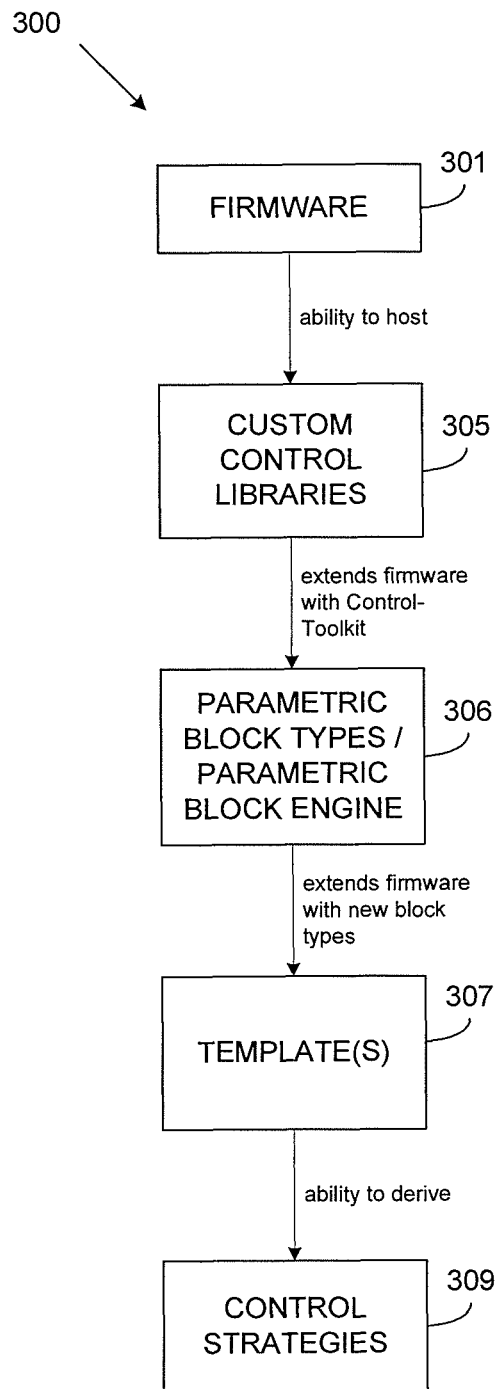 300
301
FIRMWARE
ability to host
305
CUSTOM
CONTROL
LIBRARIES
extends firmware
with Control-
Toolkit
306
PARAMETRIC
BLOCK TYPES /
PARAMETRIC
BLOCK ENGINE
extends firmware
with new block
types
307
TEMPLATE(S)
ability to derive
309
CONTROL
STRATEGIES